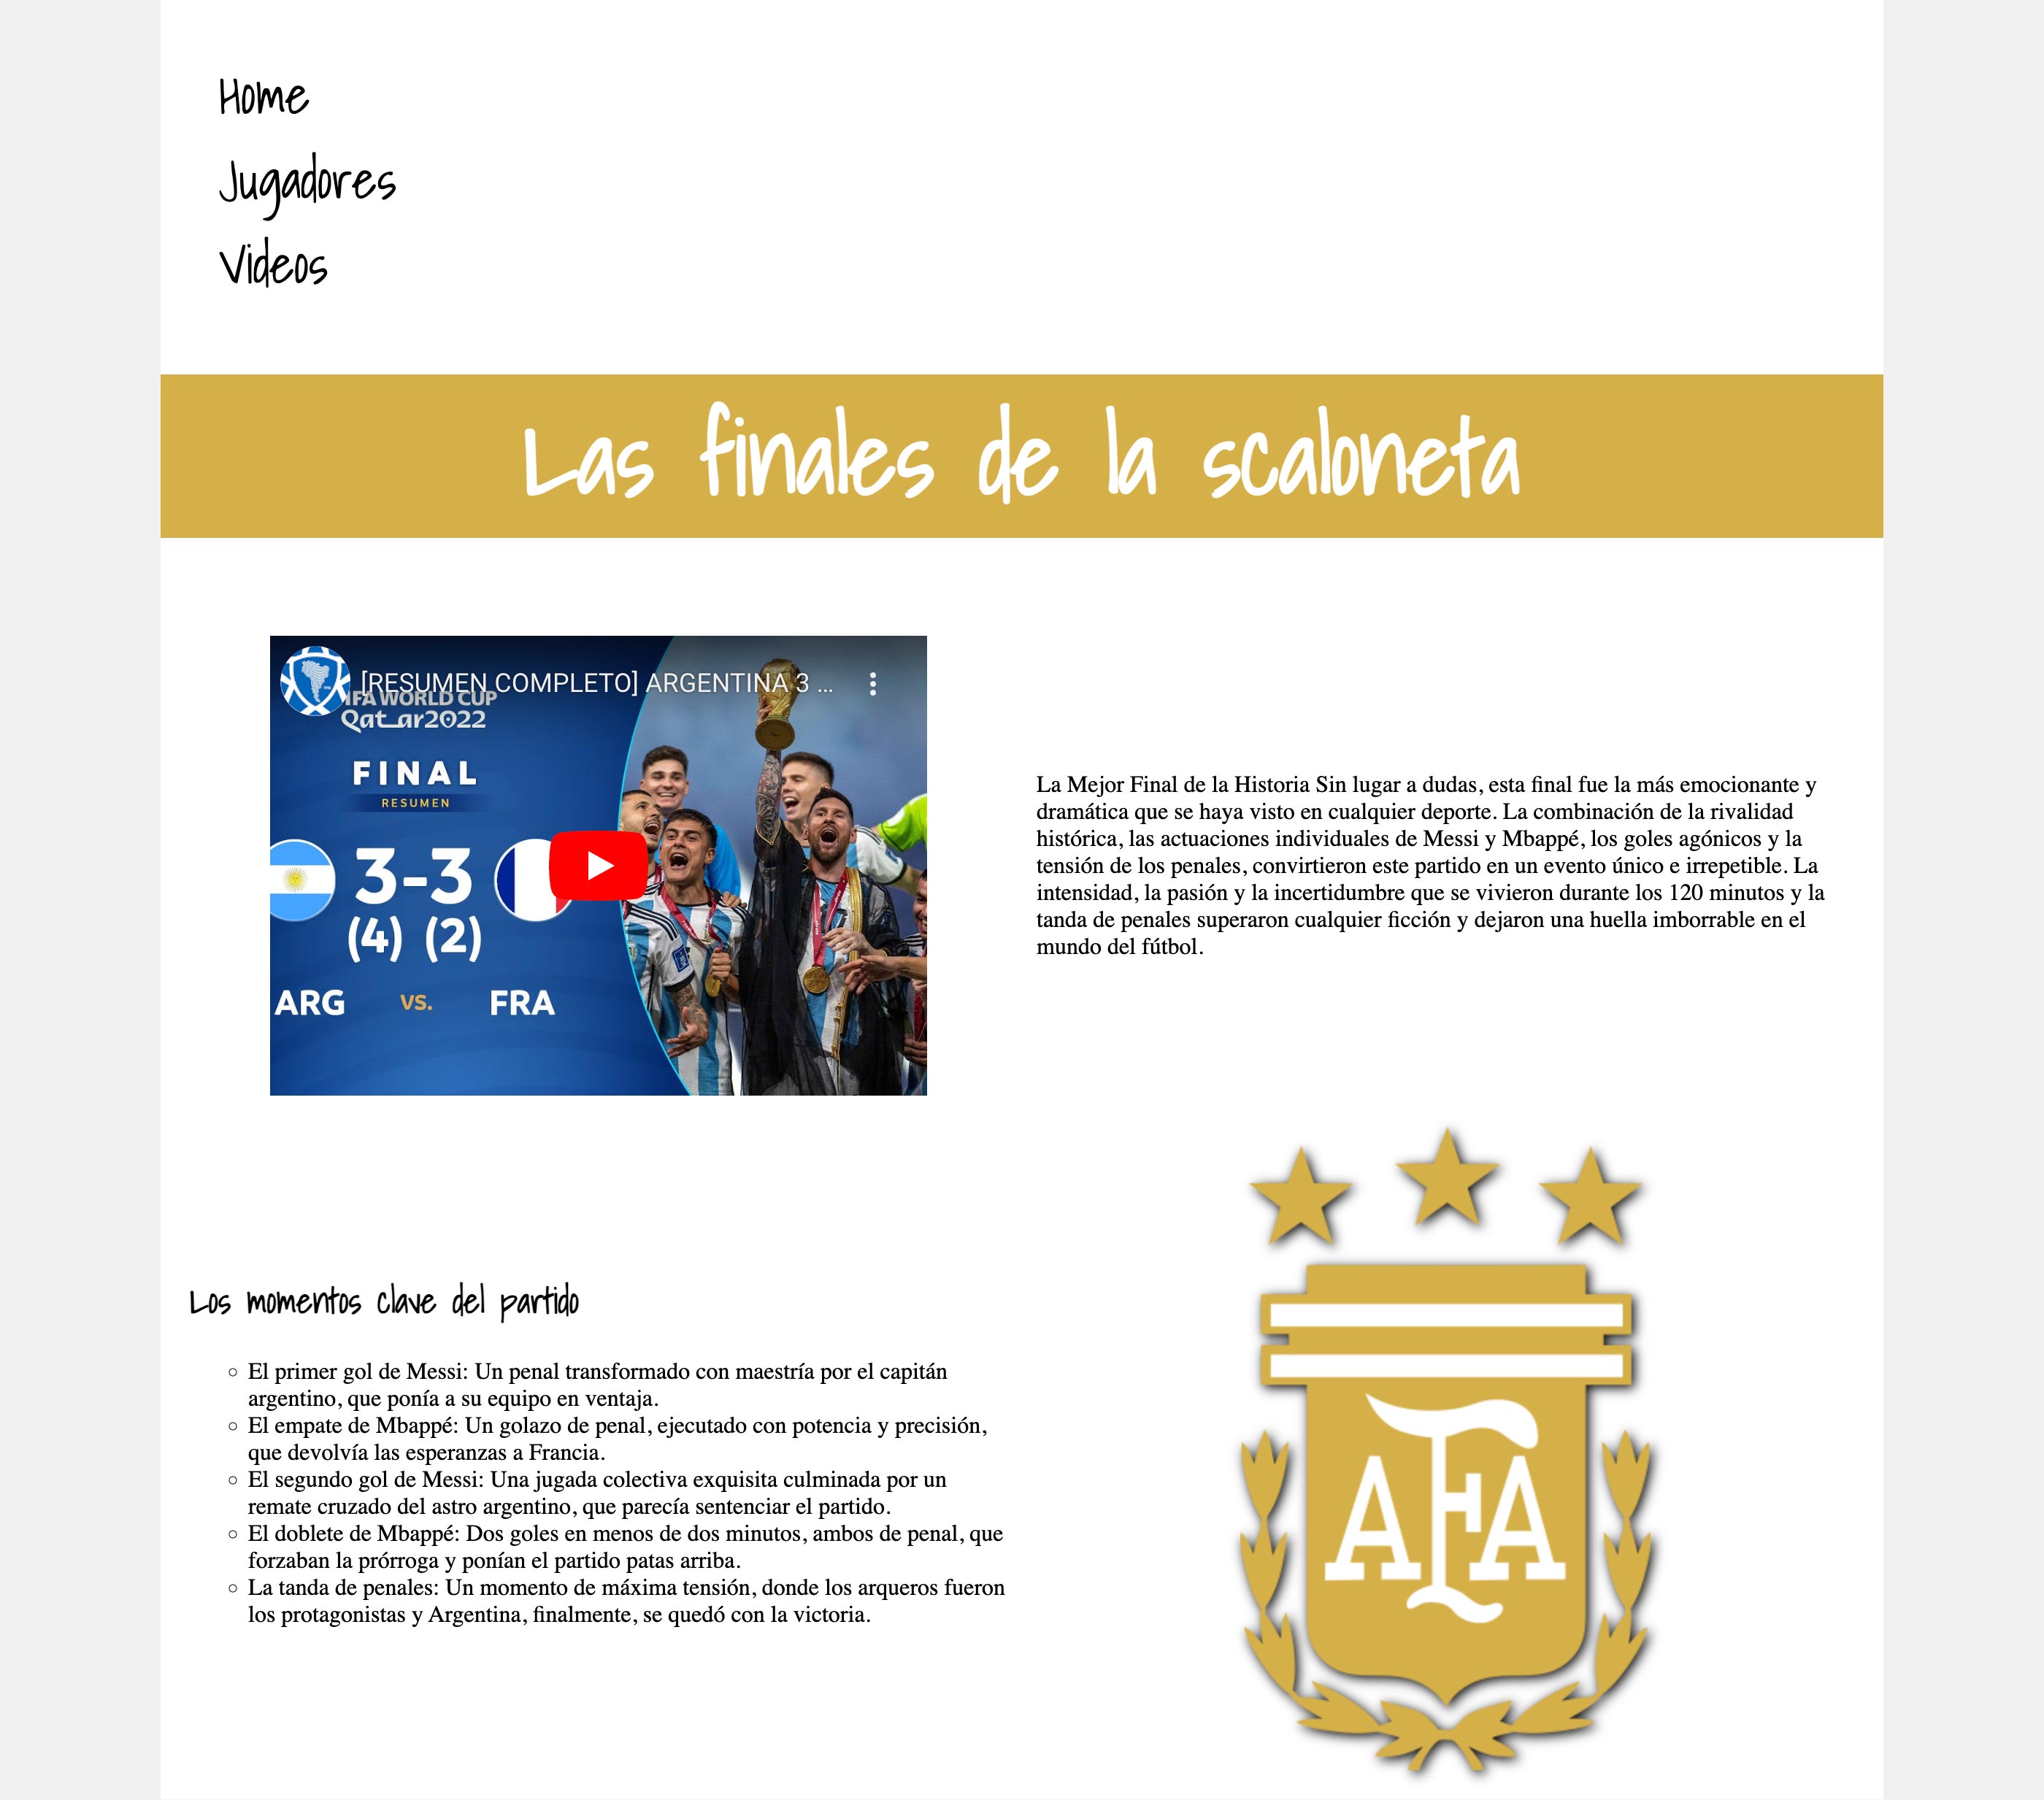 Home
Jugadores
Videos
Las finales de la scaloneta
[RESUMEN COMPLETO] ARGENTINA 3 ...
FIFA WORLD CUP
Qatar2022
FINAL
RESUMEN
3-3
(4) (2)
ARG vs. FRA
La Mejor Final de la Historia Sin lugar a dudas, esta final fue la más emocionante y
dramática que se haya visto en cualquier deporte. La combinación de la rivalidad
histórica, las actuaciones individuales de Messi y Mbappé, los goles agónicos y la
tensión de los penales, convirtieron este partido en un evento único e irrepetible. La
intensidad, la pasión y la incertidumbre que se vivieron durante los 120 minutos y la
tanda de penales superaron cualquier ficción y dejaron una huella imborrable en el
mundo del fútbol.
Los momentos clave del partido
El primer gol de Messi: Un penal transformado con maestría por el capitán
argentino, que ponía a su equipo en ventaja.
El empate de Mbappé: Un golazo de penal, ejecutado con potencia y precisión,
que devolvía las esperanzas a Francia.
El segundo gol de Messi: Una jugada colectiva exquisita culminada por un
remate cruzado del astro argentino, que parecía sentenciar el partido.
El doblete de Mbappé: Dos goles en menos de dos minutos, ambos de penal, que
forzaban la prórroga y ponían el partido patas arriba.
La tanda de penales: Un momento de máxima tensión, donde los arqueros fueron
los protagonistas y Argentina, finalmente, se quedó con la victoria.
AFA